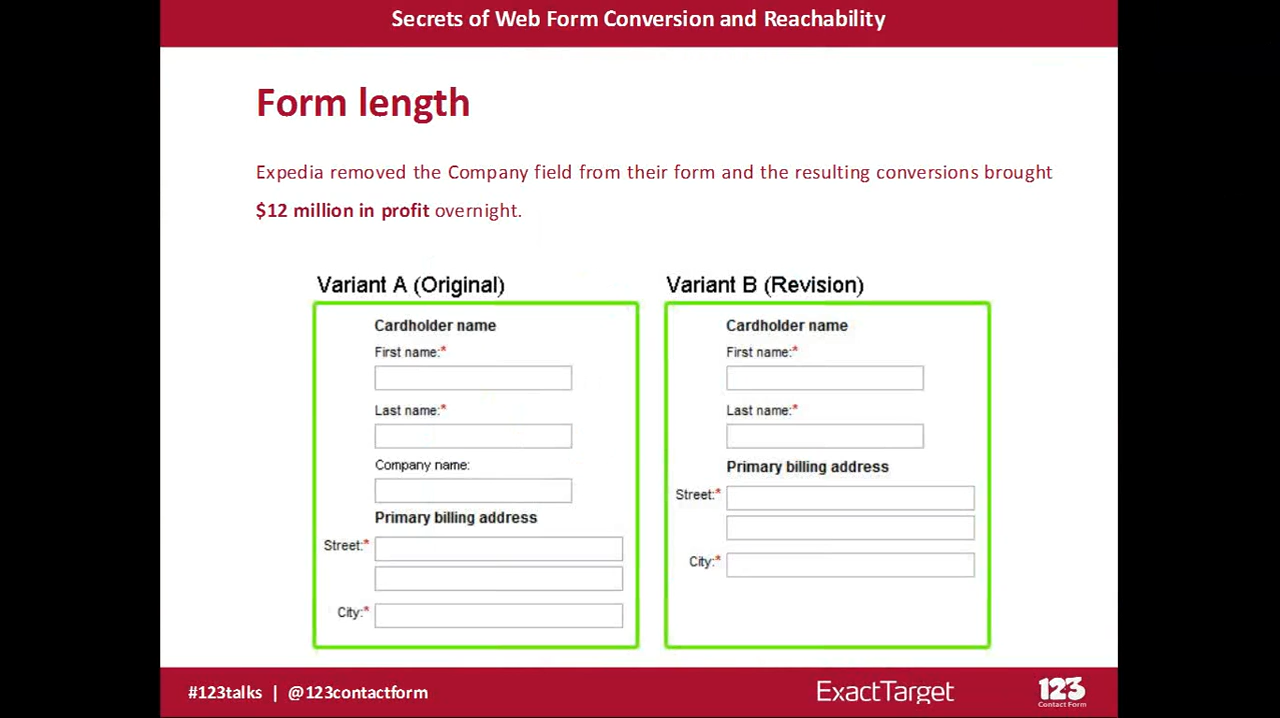 Secrets of Web Form Conversion and Reachability
Form length
Expedia removed the Company field from their form and the resulting conversions brought
$12 million in profit overnight.
Variant A (Original)
Cardholder name
First name:*
Last name:*
Company name:
Primary billing address
Street:*
City:*
Variant B (Revision)
Cardholder name
First name:*
Last name:*
Primary billing address
Street:*
City:*
#123talks | @123contactform
ExactTarget
123
Contact Form